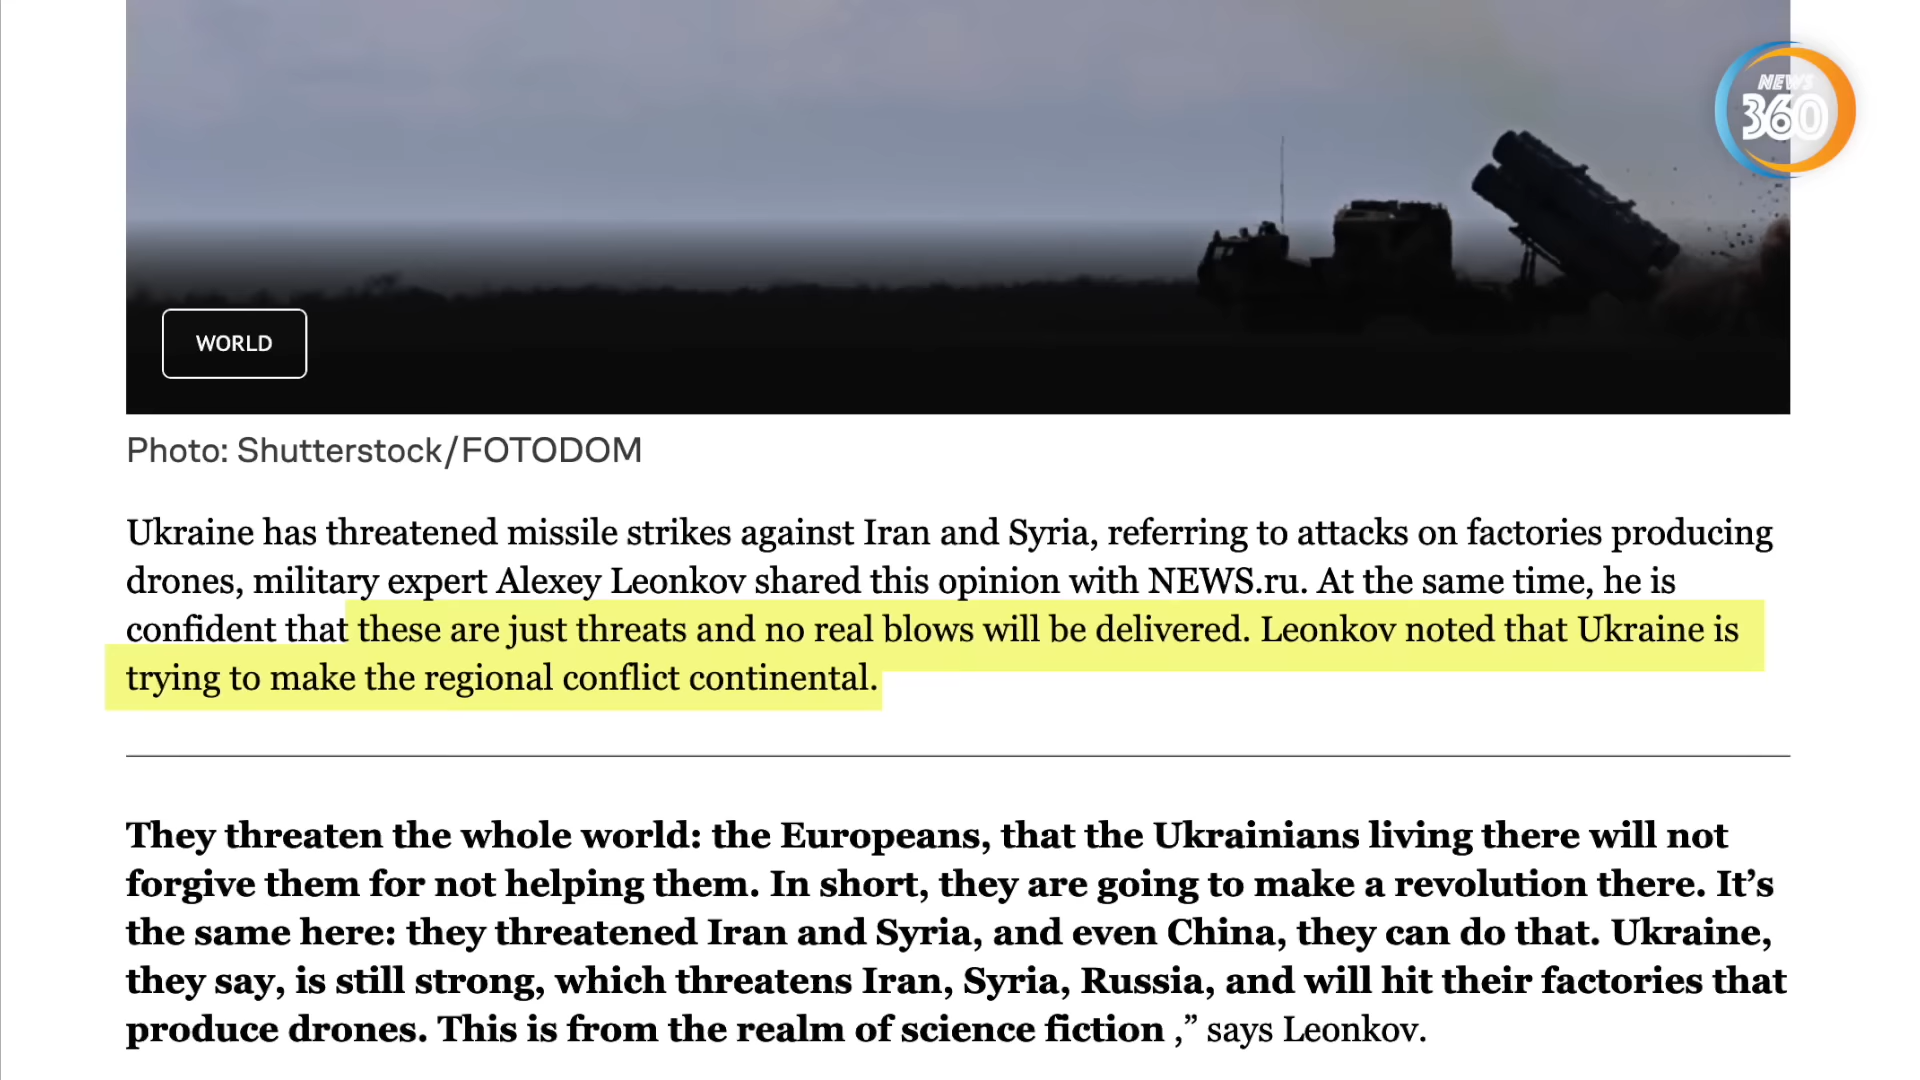 NEWS
360
WORLD
Photo: Shutterstock/FOTODOM
Ukraine has threatened missile strikes against Iran and Syria, referring to attacks on factories producing
drones, military expert Alexey Leonkov shared this opinion with NEWS.ru. At the same time, he is
confident that these are just threats and no real blows will be delivered. Leonkov noted that Ukraine is
trying to make the regional conflict continental.
They threaten the whole world: the Europeans, that the Ukrainians living there will not
forgive them for not helping them. In short, they are going to make a revolution there. It’s
the same here: they threatened Iran and Syria, and even China, they can do that. Ukraine,
they say, is still strong, which threatens Iran, Syria, Russia, and will hit their factories that
produce drones. This is from the realm of science fiction ,” says Leonkov.